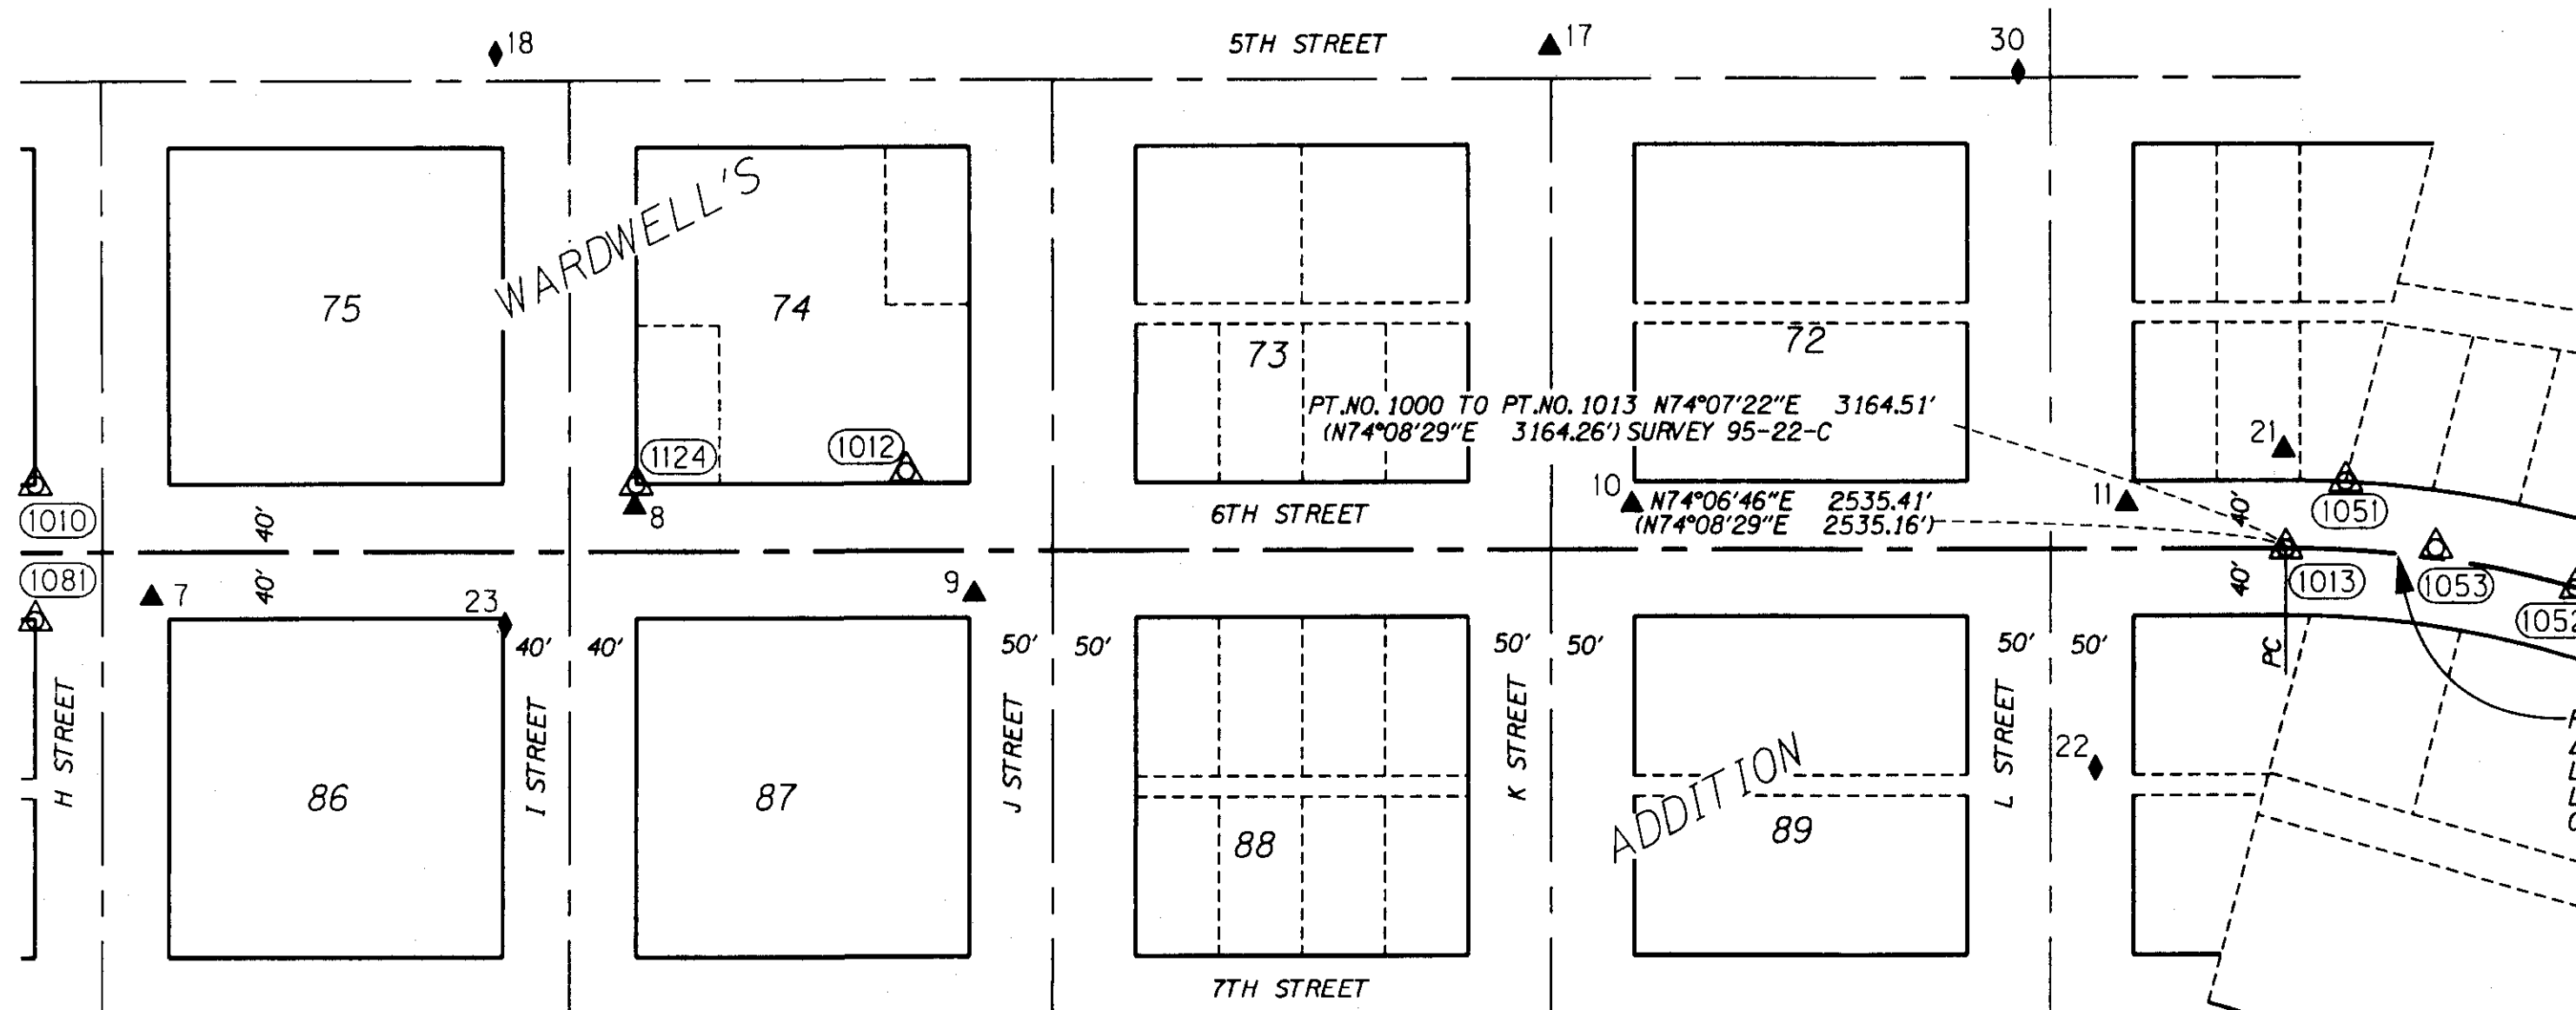 18
5TH STREET
17
30
WARDWELL'S
75
74
73
72
PT.NO. 1000 TO PT.NO. 1013 N74°07'22"E 3164.51'
(N74°08'29"E 3164.26') SURVEY 95-22-C
21
1124
1012
10
N74°06'46"E 2535.41'
(N74°08'29"E 2535.16')
11
1010
40'
8
6TH STREET
40'
1051
1081
7
40'
23
9
40'
1013
1053
1052
40'
40'
50'
50'
50'
50'
50'
50'
PC
H STREET
I STREET
J STREET
K STREET
L STREET
22
86
87
88
ADDITION
89
7TH STREET